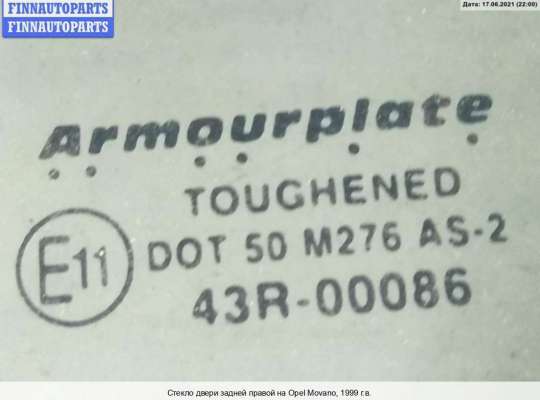 FINNAUTOPARTS
FINNAUTOPARTS
Дата: 17.06.2021 (22:00)
Armourplate
TOUGHENED
E11
DOT 50 M276 AS-2
43R-00086
Стекло двери задней правой на Opel Movano, 1999 г.в.